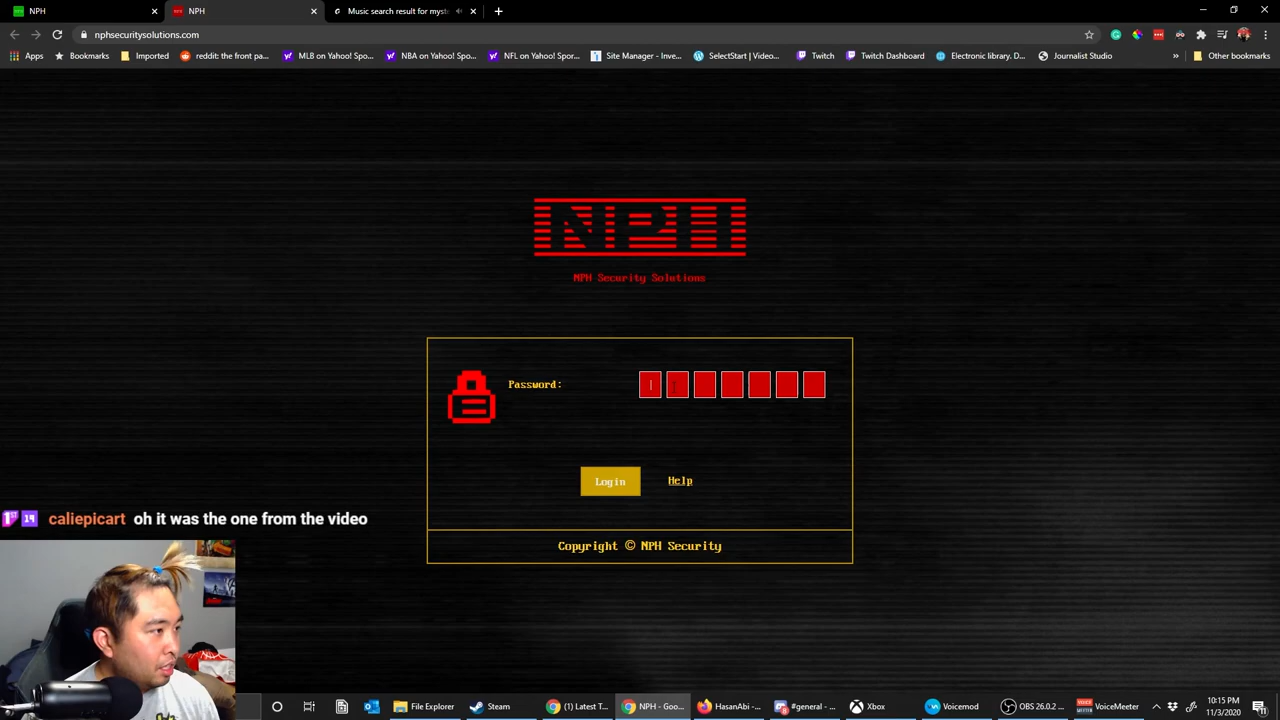 NPH
NPH
Music search result for myst
nphsecuritysolutions.com
Apps
Bookmarks
Imported
reddit: the front pa...
MLB on Yahoo! Spo...
NBA on Yahoo! Spo...
NFL on Yahoo! Spor...
Site Manager - Inve...
SelectStart | Video...
Twitch
Twitch Dashboard
Electronic library. D...
Journalist Studio
»
Other bookmarks
NPH
NPH Security Solutions
Password:
Login
Help
Copyright © NPH Security
1ST 19 caliepicart oh it was the one from the video
File Explorer
Steam
(1) Latest T...
NPH - Goo...
HasanAbi -...
#general - ...
Xbox
Voicemod
OBS 26.0.2 ...
VoiceMeeter
10:15 PM
11/3/2020